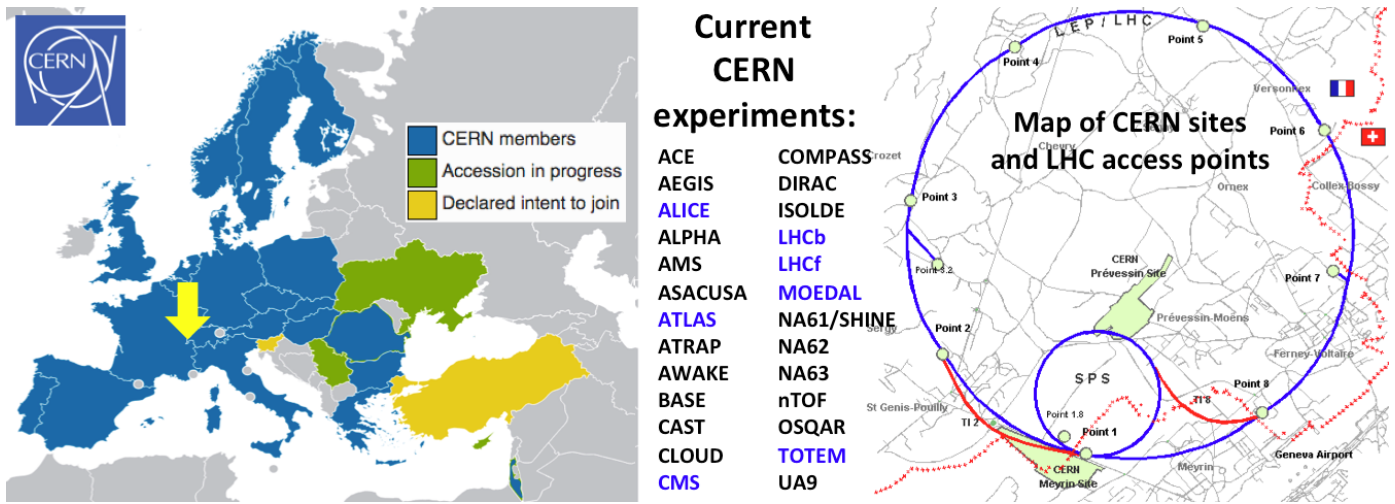 CERN
CERN members
Accession in progress
Declared intent to join
Current
CERN
experiments:
ACE
AEGIS
ALICE
ALPHA
AMS
ASACUSA
ATLAS
ATRAP
AWAKE
BASE
CAST
CLOUD
CMS
COMPASS
DIRAC
ISOLDE
LHCb
LHCf
MOEDAL
NA61/SHINE
NA62
NA63
nTOF
OSQAR
TOTEM
UA9
LEP / LHC
Point 5
Point 4
Versonnex
Map of CERN sites
and LHC access points
Point 6
Chevry
Crozet
Ornex
Collex-Bossy
Point 3
CERN
Prévessin Site
Point 3.2
Point 7
Sergy
Prévessin-Moëns
Point 2
Ferney-Voltaire
SPS
Point 8
St Genis-Pouilly
TI 8
Point 1.8
TI 2
Point 1
Geneva Airport
CERN
Meyrin Site
Meyrin